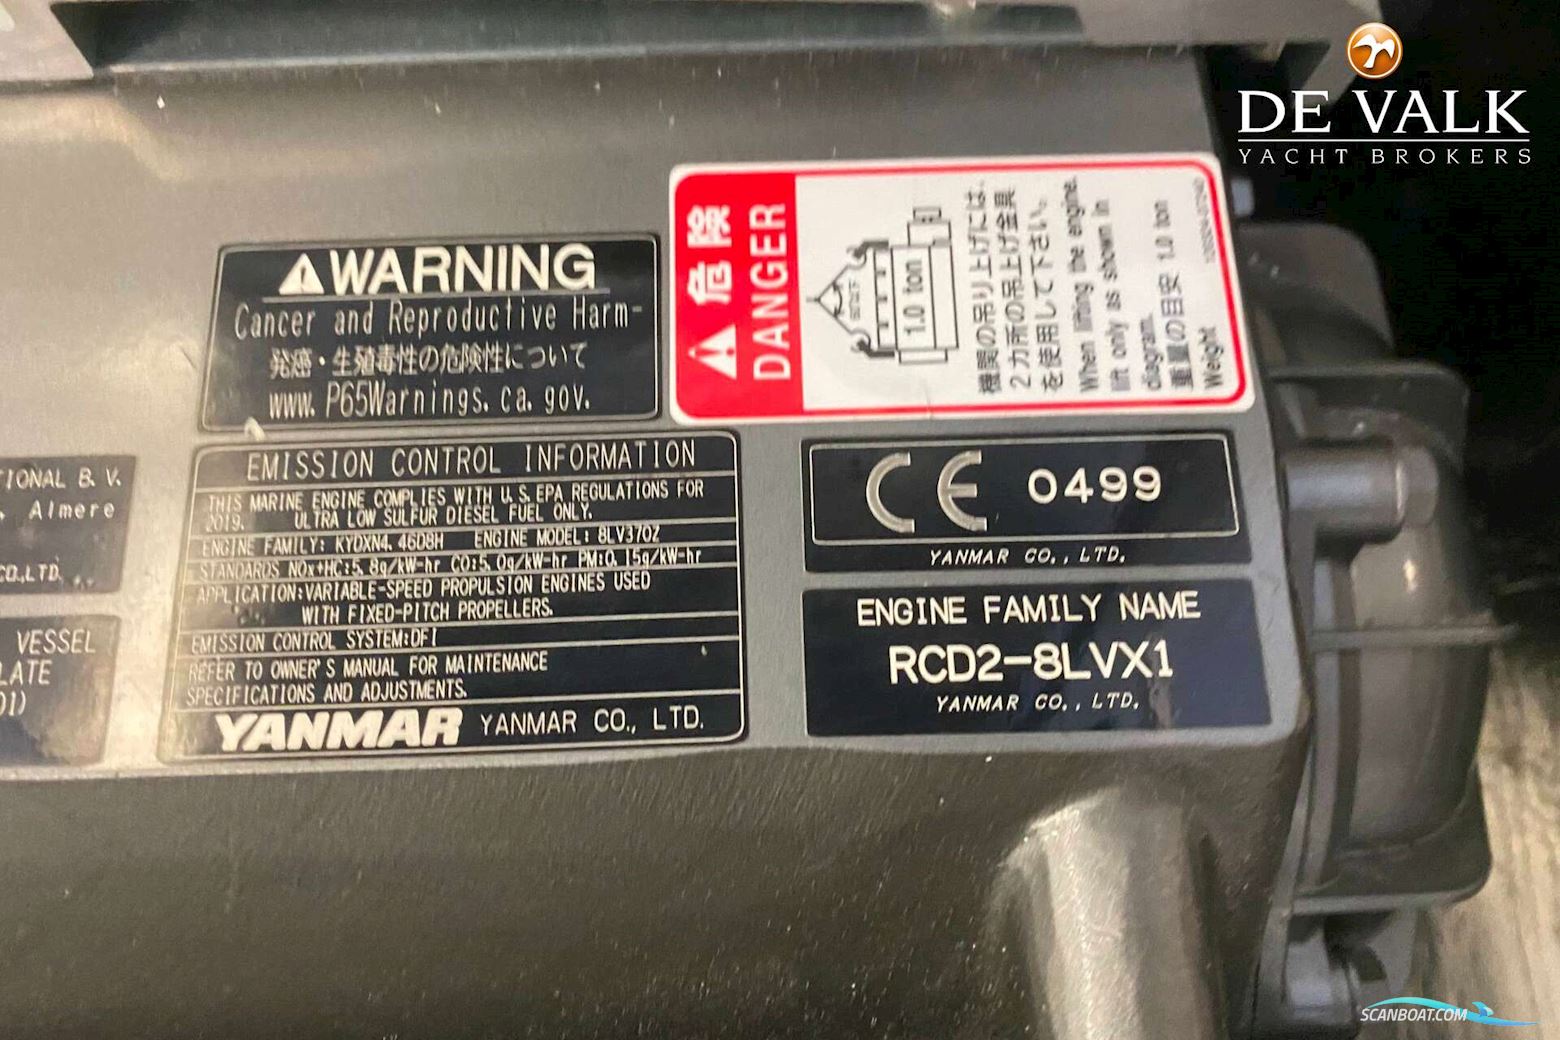 DE VALK
YACHT BROKERS
⚠WARNING
Cancer and Reproductive Harm-
発癌・生殖毒性の危険性について
www.P65Warnings.ca.gov.
⚠危険
DANGER
1.0 ton
機関の吊り上げには、
2カ所の吊上げ金具
を使用して下さい。
When lifting the engine.
lift only as shown in
diagram.
重量の目安 1.0 ton
Weight
TIONAL B.V.
Almere
CO.,LTD.
VESSEL
LATE
01)
EMISSION CONTROL INFORMATION
THIS MARINE ENGINE COMPLIES WITH U.S.EPA REGULATIONS FOR
2019. ULTRA LOW SULFUR DIESEL FUEL ONLY.
ENGINE FAMILY: KYDXN4.46D8H ENGINE MODEL: 8LV370Z
STANDARDS NOx+HC:5.8g/kW-hr CO:5.0g/kW-hr PM:0.15g/kW-hr
APPLICATION:VARIABLE-SPEED PROPULSION ENGINES USED
WITH FIXED-PITCH PROPELLERS.
EMISSION CONTROL SYSTEM:DFI
REFER TO OWNER'S MANUAL FOR MAINTENANCE
SPECIFICATIONS AND ADJUSTMENTS.
YANMAR YANMAR CO., LTD.
CE 0499
YANMAR CO., LTD.
ENGINE FAMILY NAME
RCD2-8LVX1
YANMAR CO., LTD.
SCANBOAT.COM